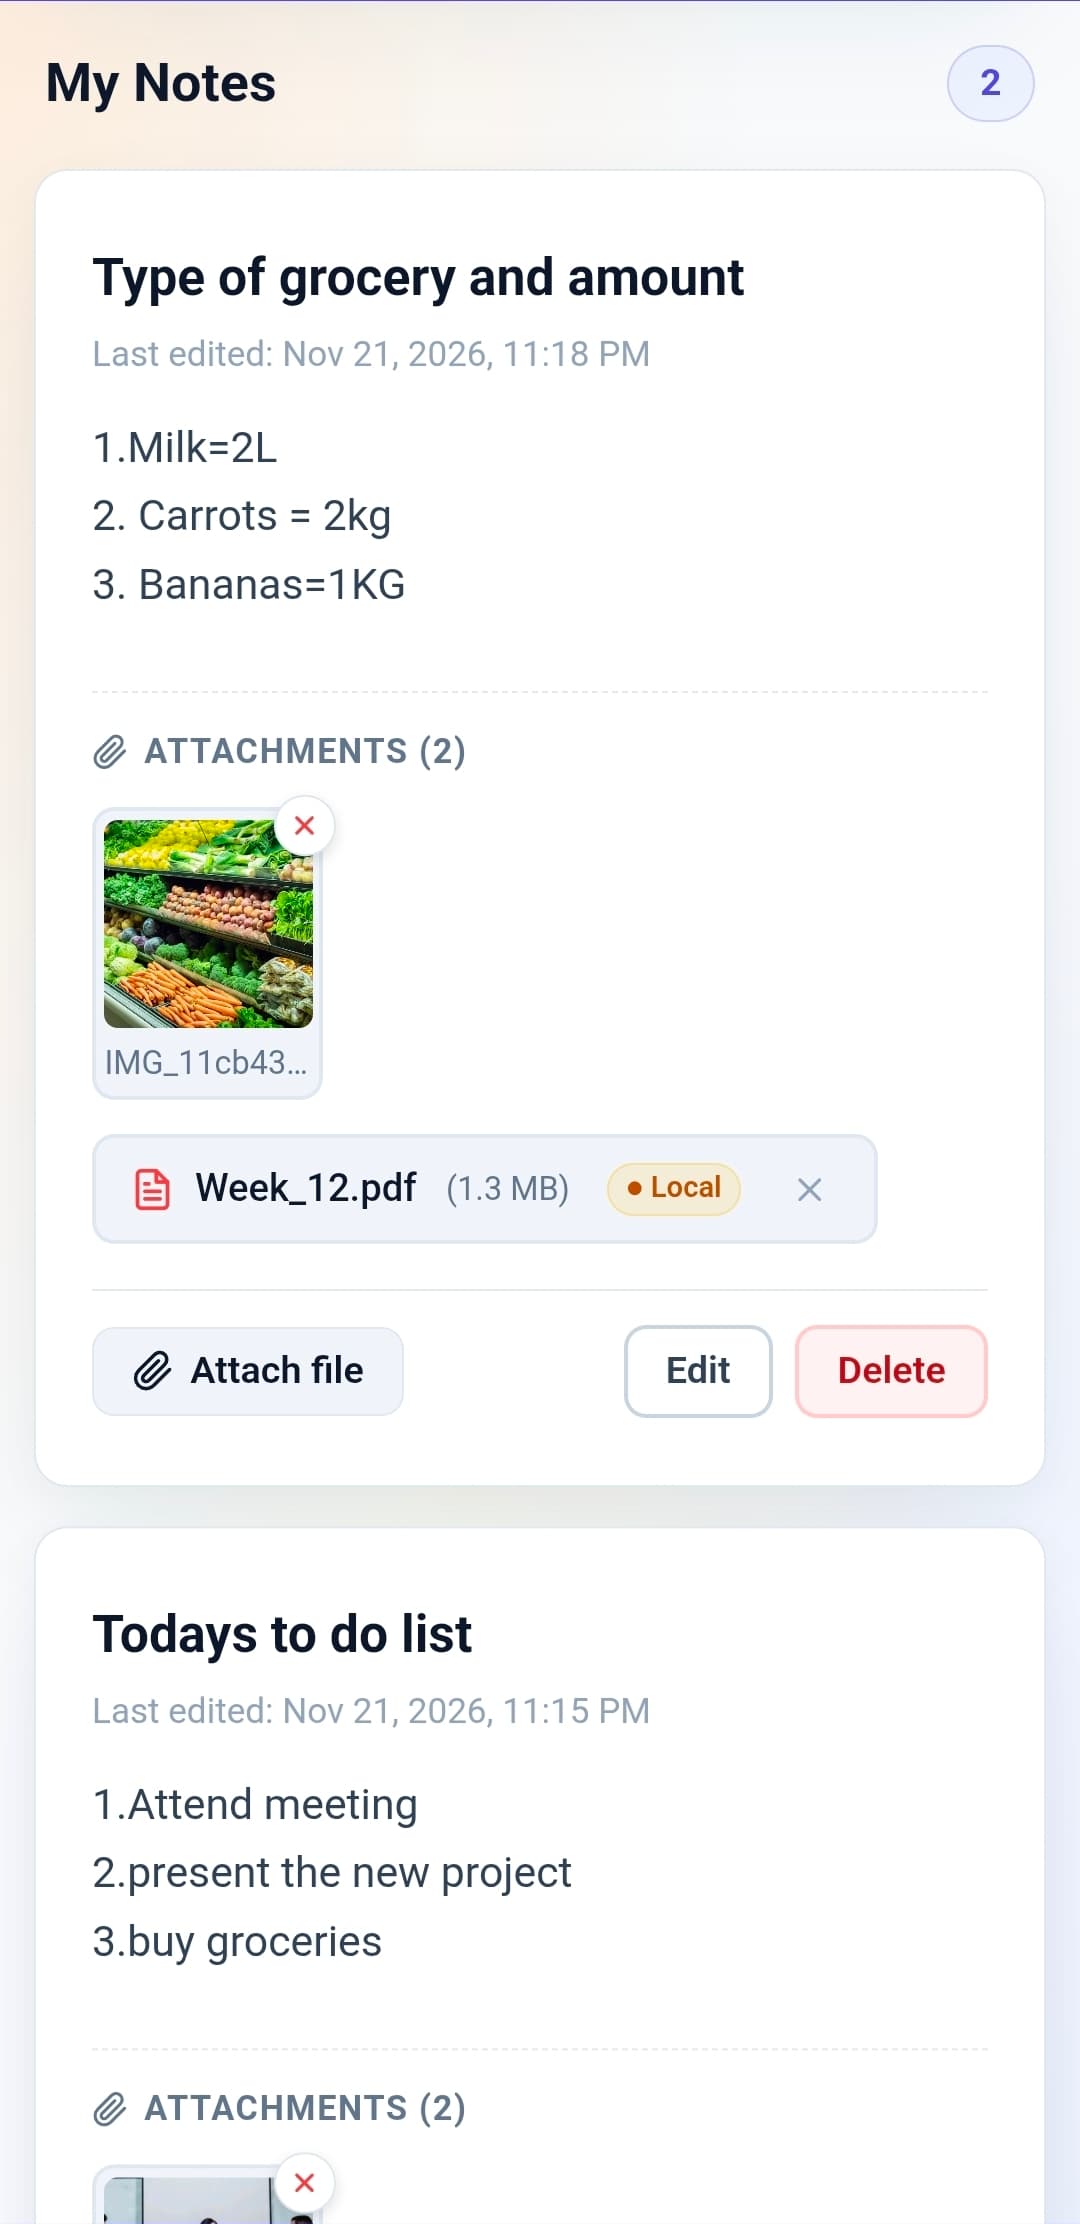 My Notes
2
Type of grocery and amount
Last edited: Nov 21, 2026, 11:18 PM
1.Milk=2L
2. Carrots = 2kg
3. Bananas=1KG
ATTACHMENTS (2)
IMG_11cb43...
Week_12.pdf (1.3 MB) Local
Attach file Edit Delete
Todays to do list
Last edited: Nov 21, 2026, 11:15 PM
1.Attend meeting
2.present the new project
3.buy groceries
ATTACHMENTS (2)